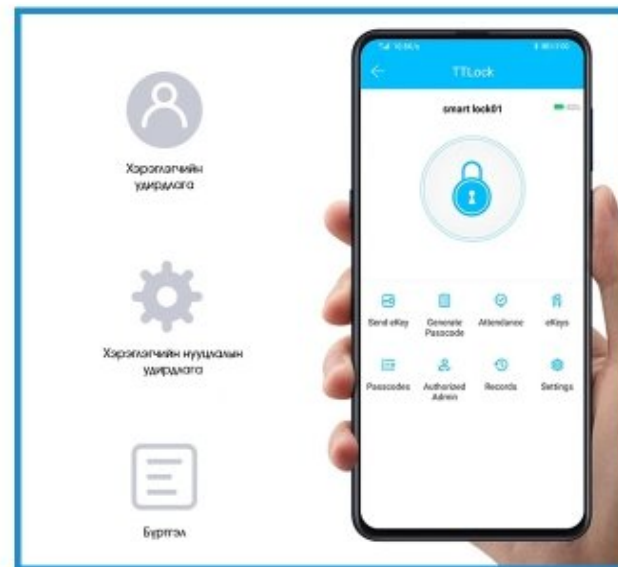 Хэрэглэгчийн
удирдлага
Хэрэглэгчийн нууцлалын
удирдлага
Бүртгэл
TTLock
smart lock01
Send eKey
Generate
Passcode
Attendance
eKeys
Passcodes
Authorized
Admin
Records
Settings